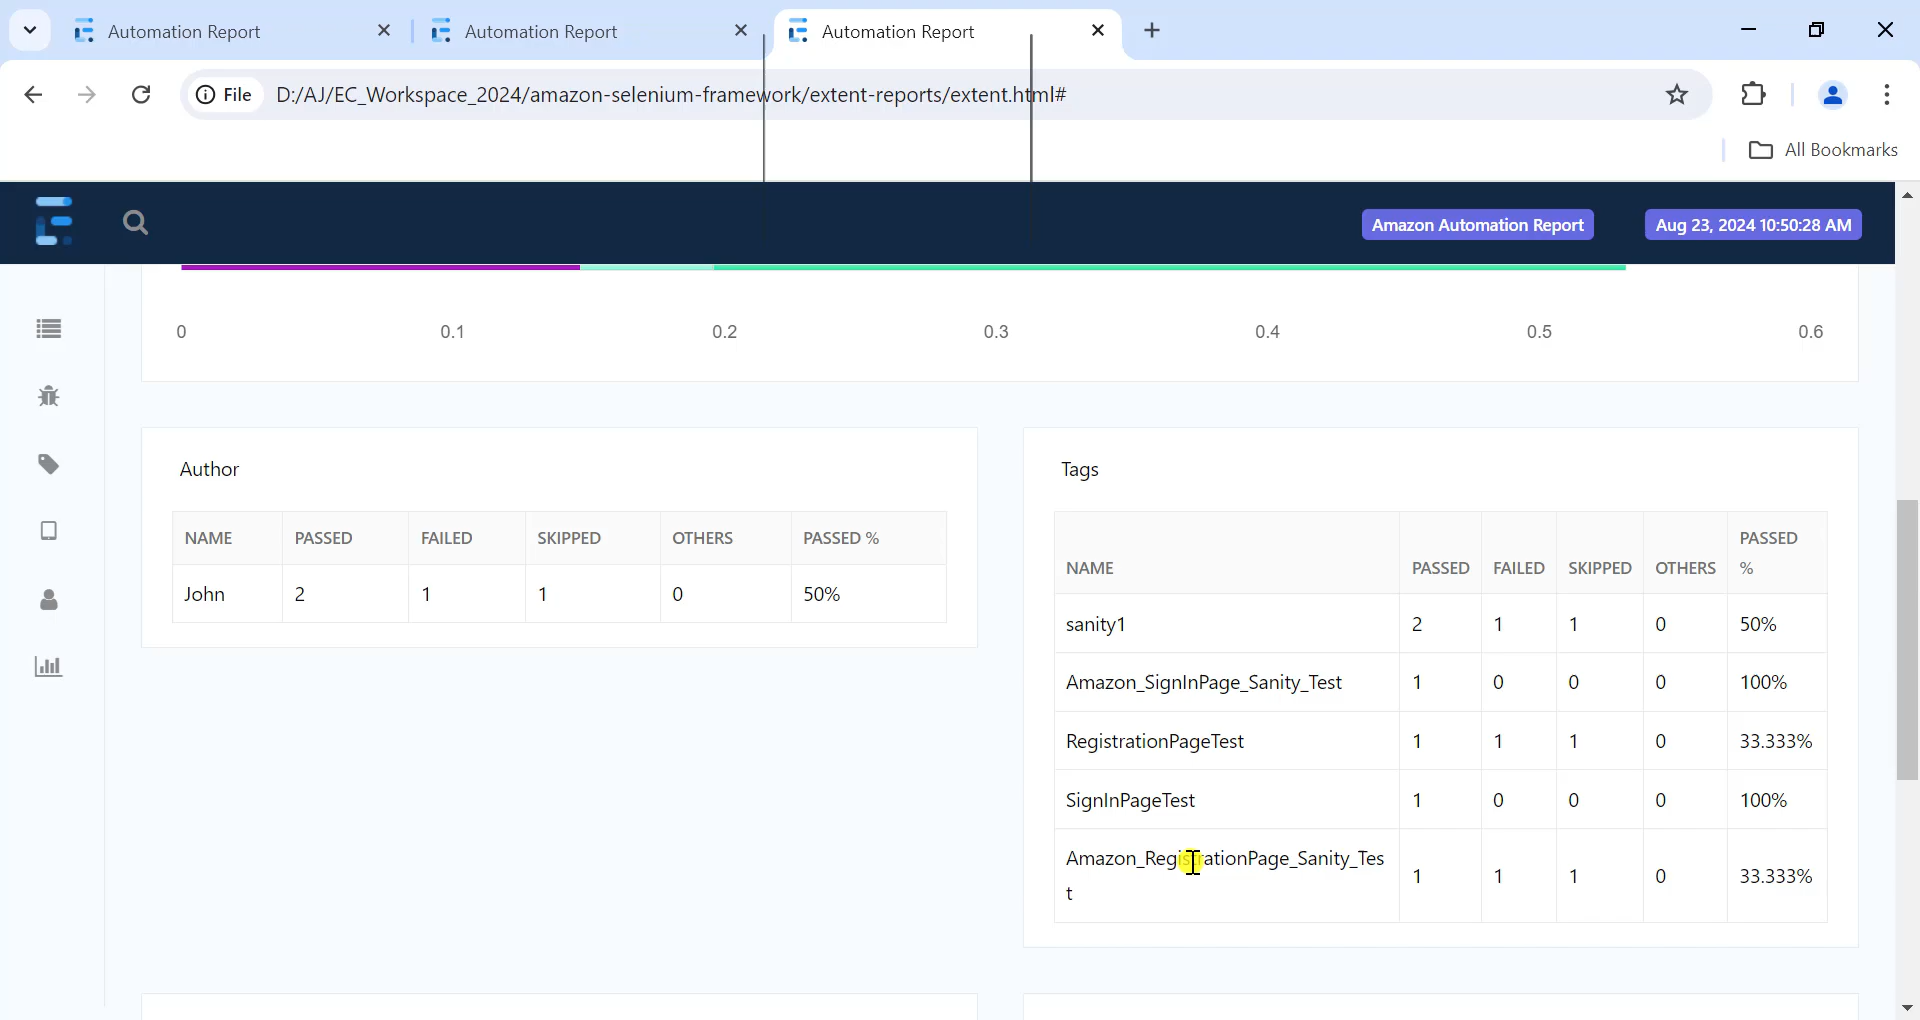 Automation Report
Automation Report
Automation Report
File D:/AJ/EC_Workspace_2024/amazon-selenium-framework/extent-reports/extent.html#
All Bookmarks
Amazon Automation Report Aug 23, 2024 10:50:28 AM
0 0.1 0.2 0.3 0.4 0.5 0.6
Author
NAME PASSED FAILED SKIPPED OTHERS PASSED %
John 2 1 1 0 50%
Tags
NAME PASSED FAILED SKIPPED OTHERS PASSED %
sanity1 2 1 1 0 50%
Amazon_SignInPage_Sanity_Test 1 0 0 0 100%
RegistrationPageTest 1 1 1 0 33.333%
SignInPageTest 1 0 0 0 100%
Amazon_RegistrationPage_Sanity_Tes
t 1 1 1 0 33.333%